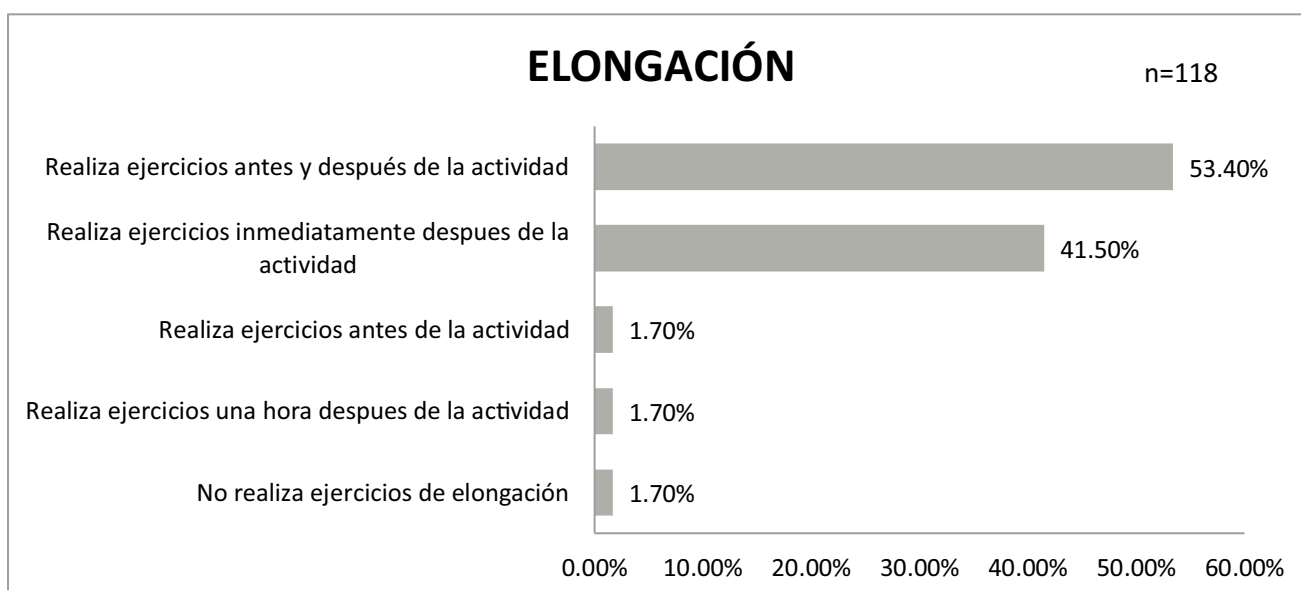 ELONGACIÓN
n=118
Realiza ejercicios antes y después de la actividad
53.40%
Realiza ejercicios inmediatamente despues de la
actividad
41.50%
Realiza ejercicios antes de la actividad
1.70%
Realiza ejercicios una hora despues de la actividad
1.70%
No realiza ejercicios de elongación
1.70%
0.00% 10.00% 20.00% 30.00% 40.00% 50.00% 60.00%